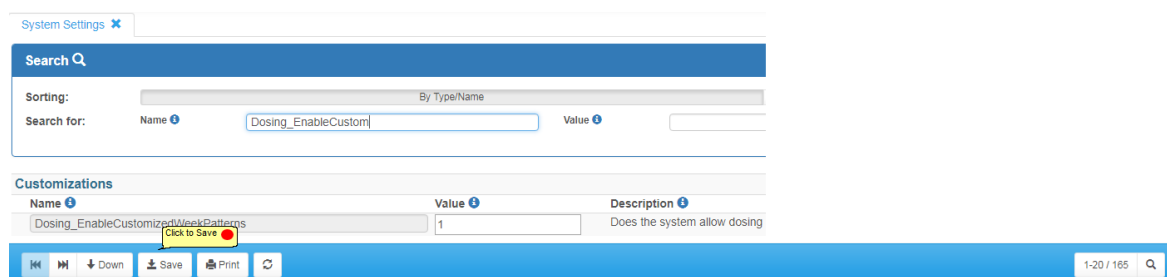 System Settings ✖
Search
Sorting: By Type/Name
Search for: Name Dosing_EnableCustom Value
Customizations
Name Value Description
Dosing_EnableCustomizedWeekPatterns 1 Does the system allow dosing
Click to Save
Down Save Print 1-20 / 165